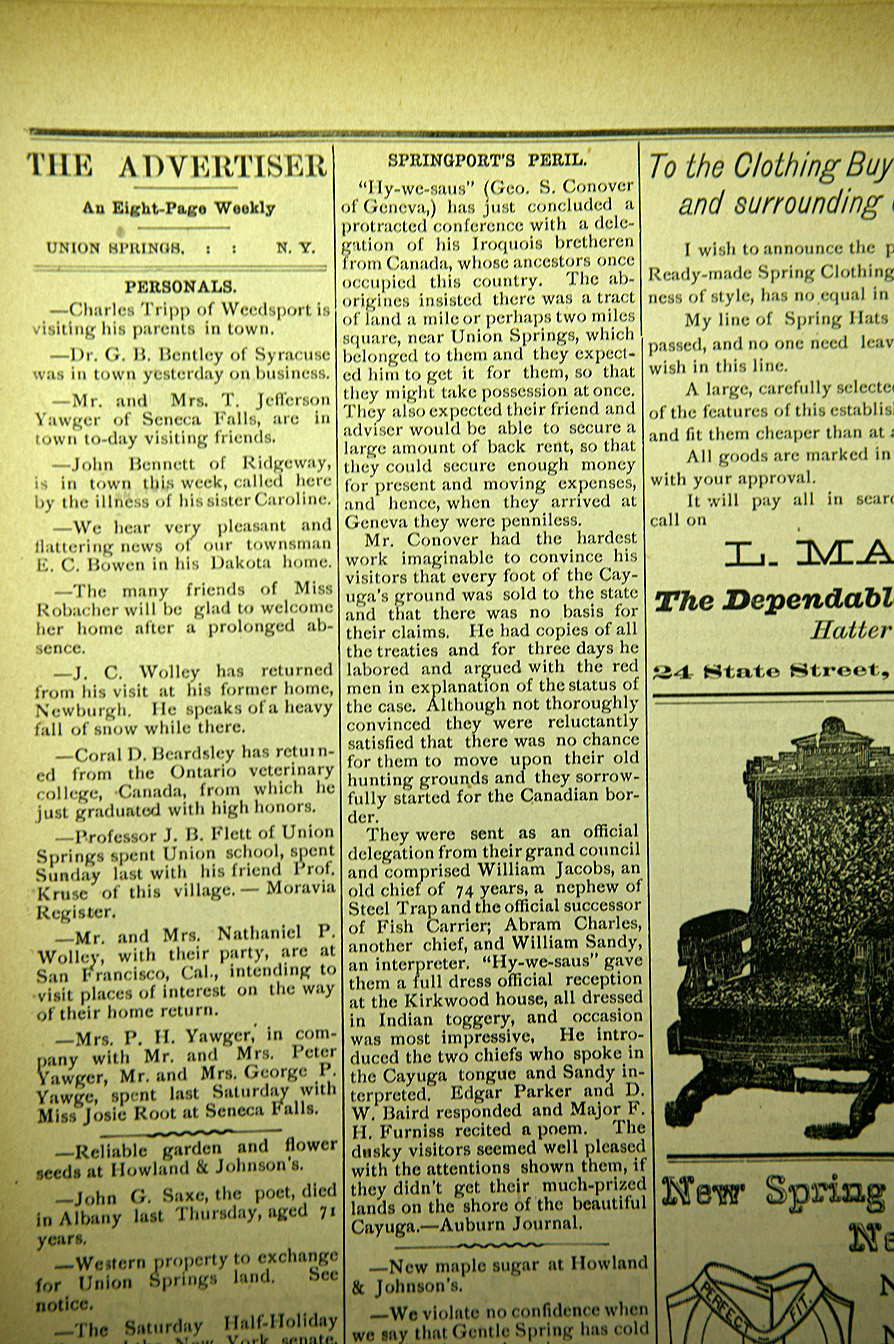 THE ADVERTISER
An Eight-Page Weekly
UNION SPRINGS, : : N. Y.
PERSONALS.
—Charles Tripp of Weedsport is
visiting his parents in town.
—Dr. G. B. Bentley of Syracuse
was in town yesterday on business.
—Mr. and Mrs. T. Jefferson
Yawger of Seneca Falls, are in
town to-day visiting friends.
—John Bennett of Ridgeway,
is in town this week, called here
by the illness of his sister Caroline.
—We hear very pleasant and
flattering news of our townsman
E. C. Bowen in his Dakota home.
—The many friends of Miss
Robacher will be glad to welcome
her home after a prolonged ab-
sence.
—J. C. Wolley has returned
from his visit at his former home,
Newburgh. He speaks of a heavy
fall of snow while there.
—Coral D. Beardsley has return-
ed from the Ontario veterinary
college, Canada, from which he
just graduated with high honors.
—Professor J. B. Flett of Union
Springs spent Union school, spent
Sunday last with his friend Prof.
Kruse of this village.—Moravia
Register.
—Mr. and Mrs. Nathaniel P.
Wolley, with their party, are at
San Francisco, Cal., intending to
visit places of interest on the way
of their home return.
—Mrs. P. H. Yawger, in com-
pany with Mr. and Mrs. Peter
Yawger, Mr. and Mrs. George P.
Yawge, spent last Saturday with
Miss Josie Root at Seneca Falls.
—Reliable garden and flower
seeds at Howland & Johnson's.
—John G. Saxe, the poet, died
in Albany last Thursday, aged 71
years.
—Western property to exchange
for Union Springs land. See
notice.
—The Saturday Half-Holiday
New York senate.
SPRINGPORT'S PERIL.
"Hy-we-saus" (Geo. S. Conover
of Geneva,) has just concluded a
protracted conference with a dele-
gation of his Iroquois bretheren
from Canada, whose ancestors once
occupied this country. The ab-
origines insisted there was a tract
of land a mile or perhaps two miles
square, near Union Springs, which
belonged to them and they expect-
ed him to get it for them, so that
they might take possession at once.
They also expected their friend and
adviser would be able to secure a
large amount of back rent, so that
they could secure enough money
for present and moving expenses,
and hence, when they arrived at
Geneva they were penniless.
Mr. Conover had the hardest
work imaginable to convince his
visitors that every foot of the Cay-
uga's ground was sold to the state
and that there was no basis for
their claims. He had copies of all
the treaties and for three days he
labored and argued with the red
men in explanation of the status of
the case. Although not thoroughly
convinced they were reluctantly
satisfied that there was no chance
for them to move upon their old
hunting grounds and they sorrow-
fully started for the Canadian bor-
der.
They were sent as an official
delegation from their grand council
and comprised William Jacobs, an
old chief of 74 years, a nephew of
Steel Trap and the official successor
of Fish Carrier; Abram Charles,
another chief, and William Sandy,
an interpreter. "Hy-we-saus" gave
them a full dress official reception
at the Kirkwood house, all dressed
in Indian toggery, and occasion
was most impressive. He intro-
duced the two chiefs who spoke in
the Cayuga tongue and Sandy in-
terpreted. Edgar Parker and D.
W. Baird responded and Major F.
H. Furniss recited a poem. The
dusky visitors seemed well pleased
with the attentions shown them, if
they didn't get their much-prized
lands on the shore of the beautiful
Cayuga.—Auburn Journal.
—New maple sugar at Howland
& Johnson's.
—We violate no confidence when
we say that Gentle Spring has cold
To the Clothing Buy
and surrounding
I wish to announce the p
Ready-made Spring Clothing
ness of style, has no equal in
My line of Spring Hats
passed, and no one need leav
wish in this line.
A large, carefully selecte
of the features of this establis
and fit them cheaper than at a
All goods are marked in
with your approval.
It will pay all in sear
call on
L. MA
The Dependabl
Hatter
24 State Street,
New Spring
Ne
PERFECT FIT.
N